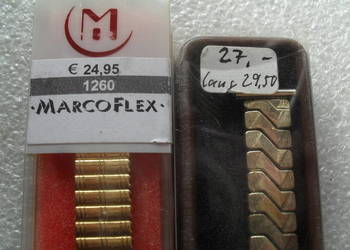 M
€ 24,95
1260
·MARCOFLEX·
27,-
Lang 29,50